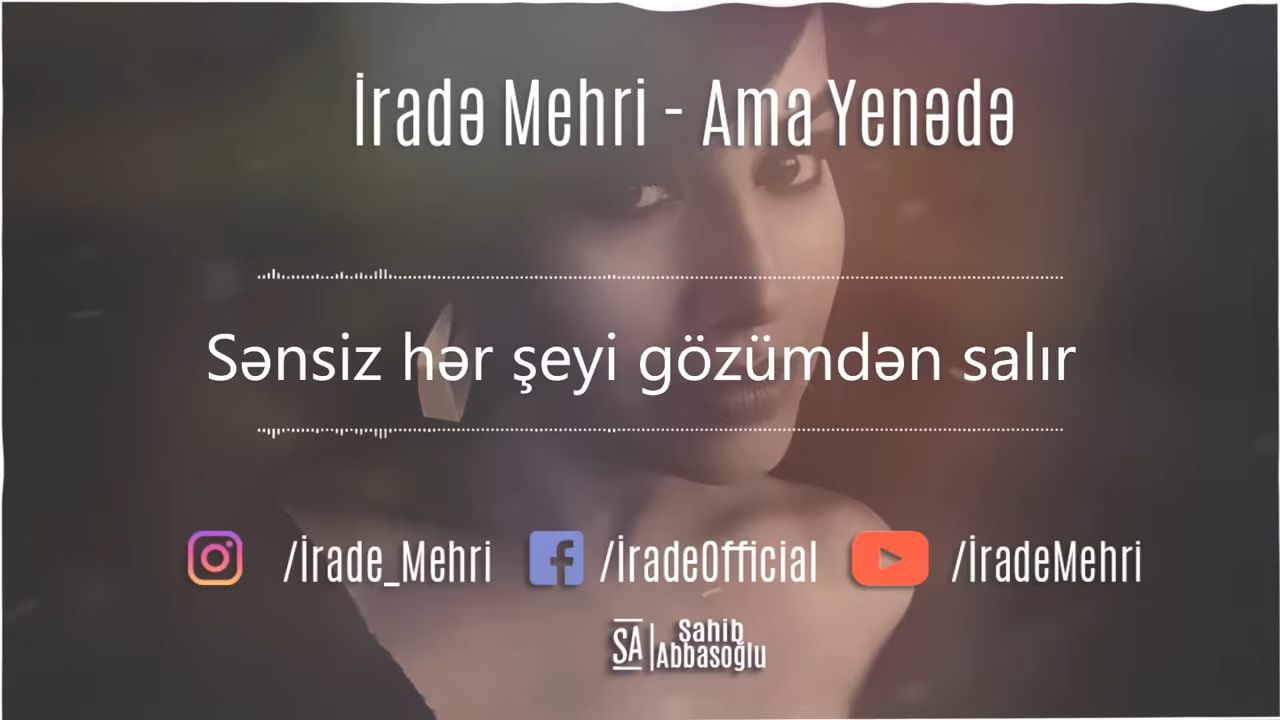 İradə Mehri - Ama Yenədə
Sənsiz hər şeyi gözümdən salır
/İrade_Mehri /İradeOfficial /İradeMehri
SA Sahib
Abbasoğlu